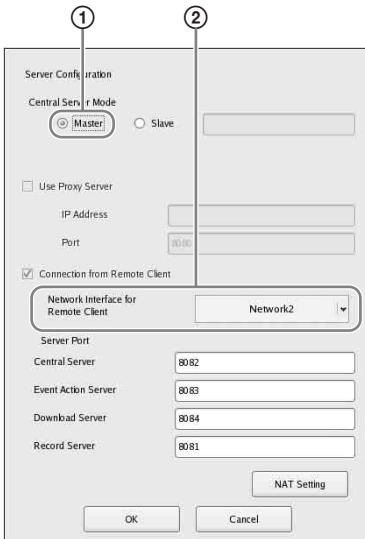 ① ②
Server Configuration
Central Server Mode
Master Slave
Use Proxy Server
IP Address
Port 8080
Connection from Remote Client
Network Interface for
Remote Client
Network2
Server Port
Central Server 8082
Event Action Server 8083
Download Server 8084
Record Server 8081
NAT Setting
OK Cancel